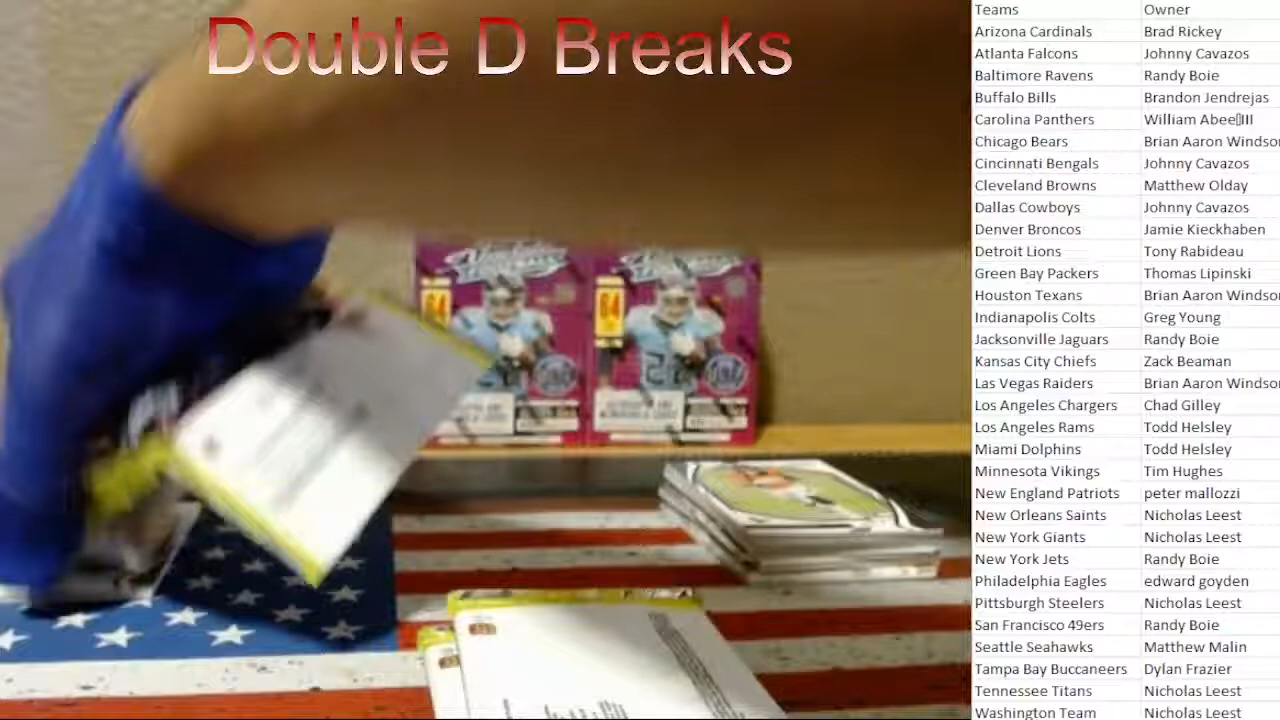 Double D Breaks
Teams Owner
Arizona Cardinals Brad Rickey
Atlanta Falcons Johnny Cavazos
Baltimore Ravens Randy Boie
Buffalo Bills Brandon Jendrejas
Carolina Panthers William Abee▯III
Chicago Bears Brian Aaron Windsor
Cincinnati Bengals Johnny Cavazos
Cleveland Browns Matthew Olday
Dallas Cowboys Johnny Cavazos
Denver Broncos Jamie Kieckhaben
Detroit Lions Tony Rabideau
Green Bay Packers Thomas Lipinski
Houston Texans Brian Aaron Windsor
Indianapolis Colts Greg Young
Jacksonville Jaguars Randy Boie
Kansas City Chiefs Zack Beaman
Las Vegas Raiders Brian Aaron Windsor
Los Angeles Chargers Chad Gilley
Los Angeles Rams Todd Helsley
Miami Dolphins Todd Helsley
Minnesota Vikings Tim Hughes
New England Patriots peter mallozzi
New Orleans Saints Nicholas Leest
New York Giants Nicholas Leest
New York Jets Randy Boie
Philadelphia Eagles edward goyden
Pittsburgh Steelers Nicholas Leest
San Francisco 49ers Randy Boie
Seattle Seahawks Matthew Malin
Tampa Bay Buccaneers Dylan Frazier
Tennessee Titans Nicholas Leest
Washington Team Nicholas Leest
64
64